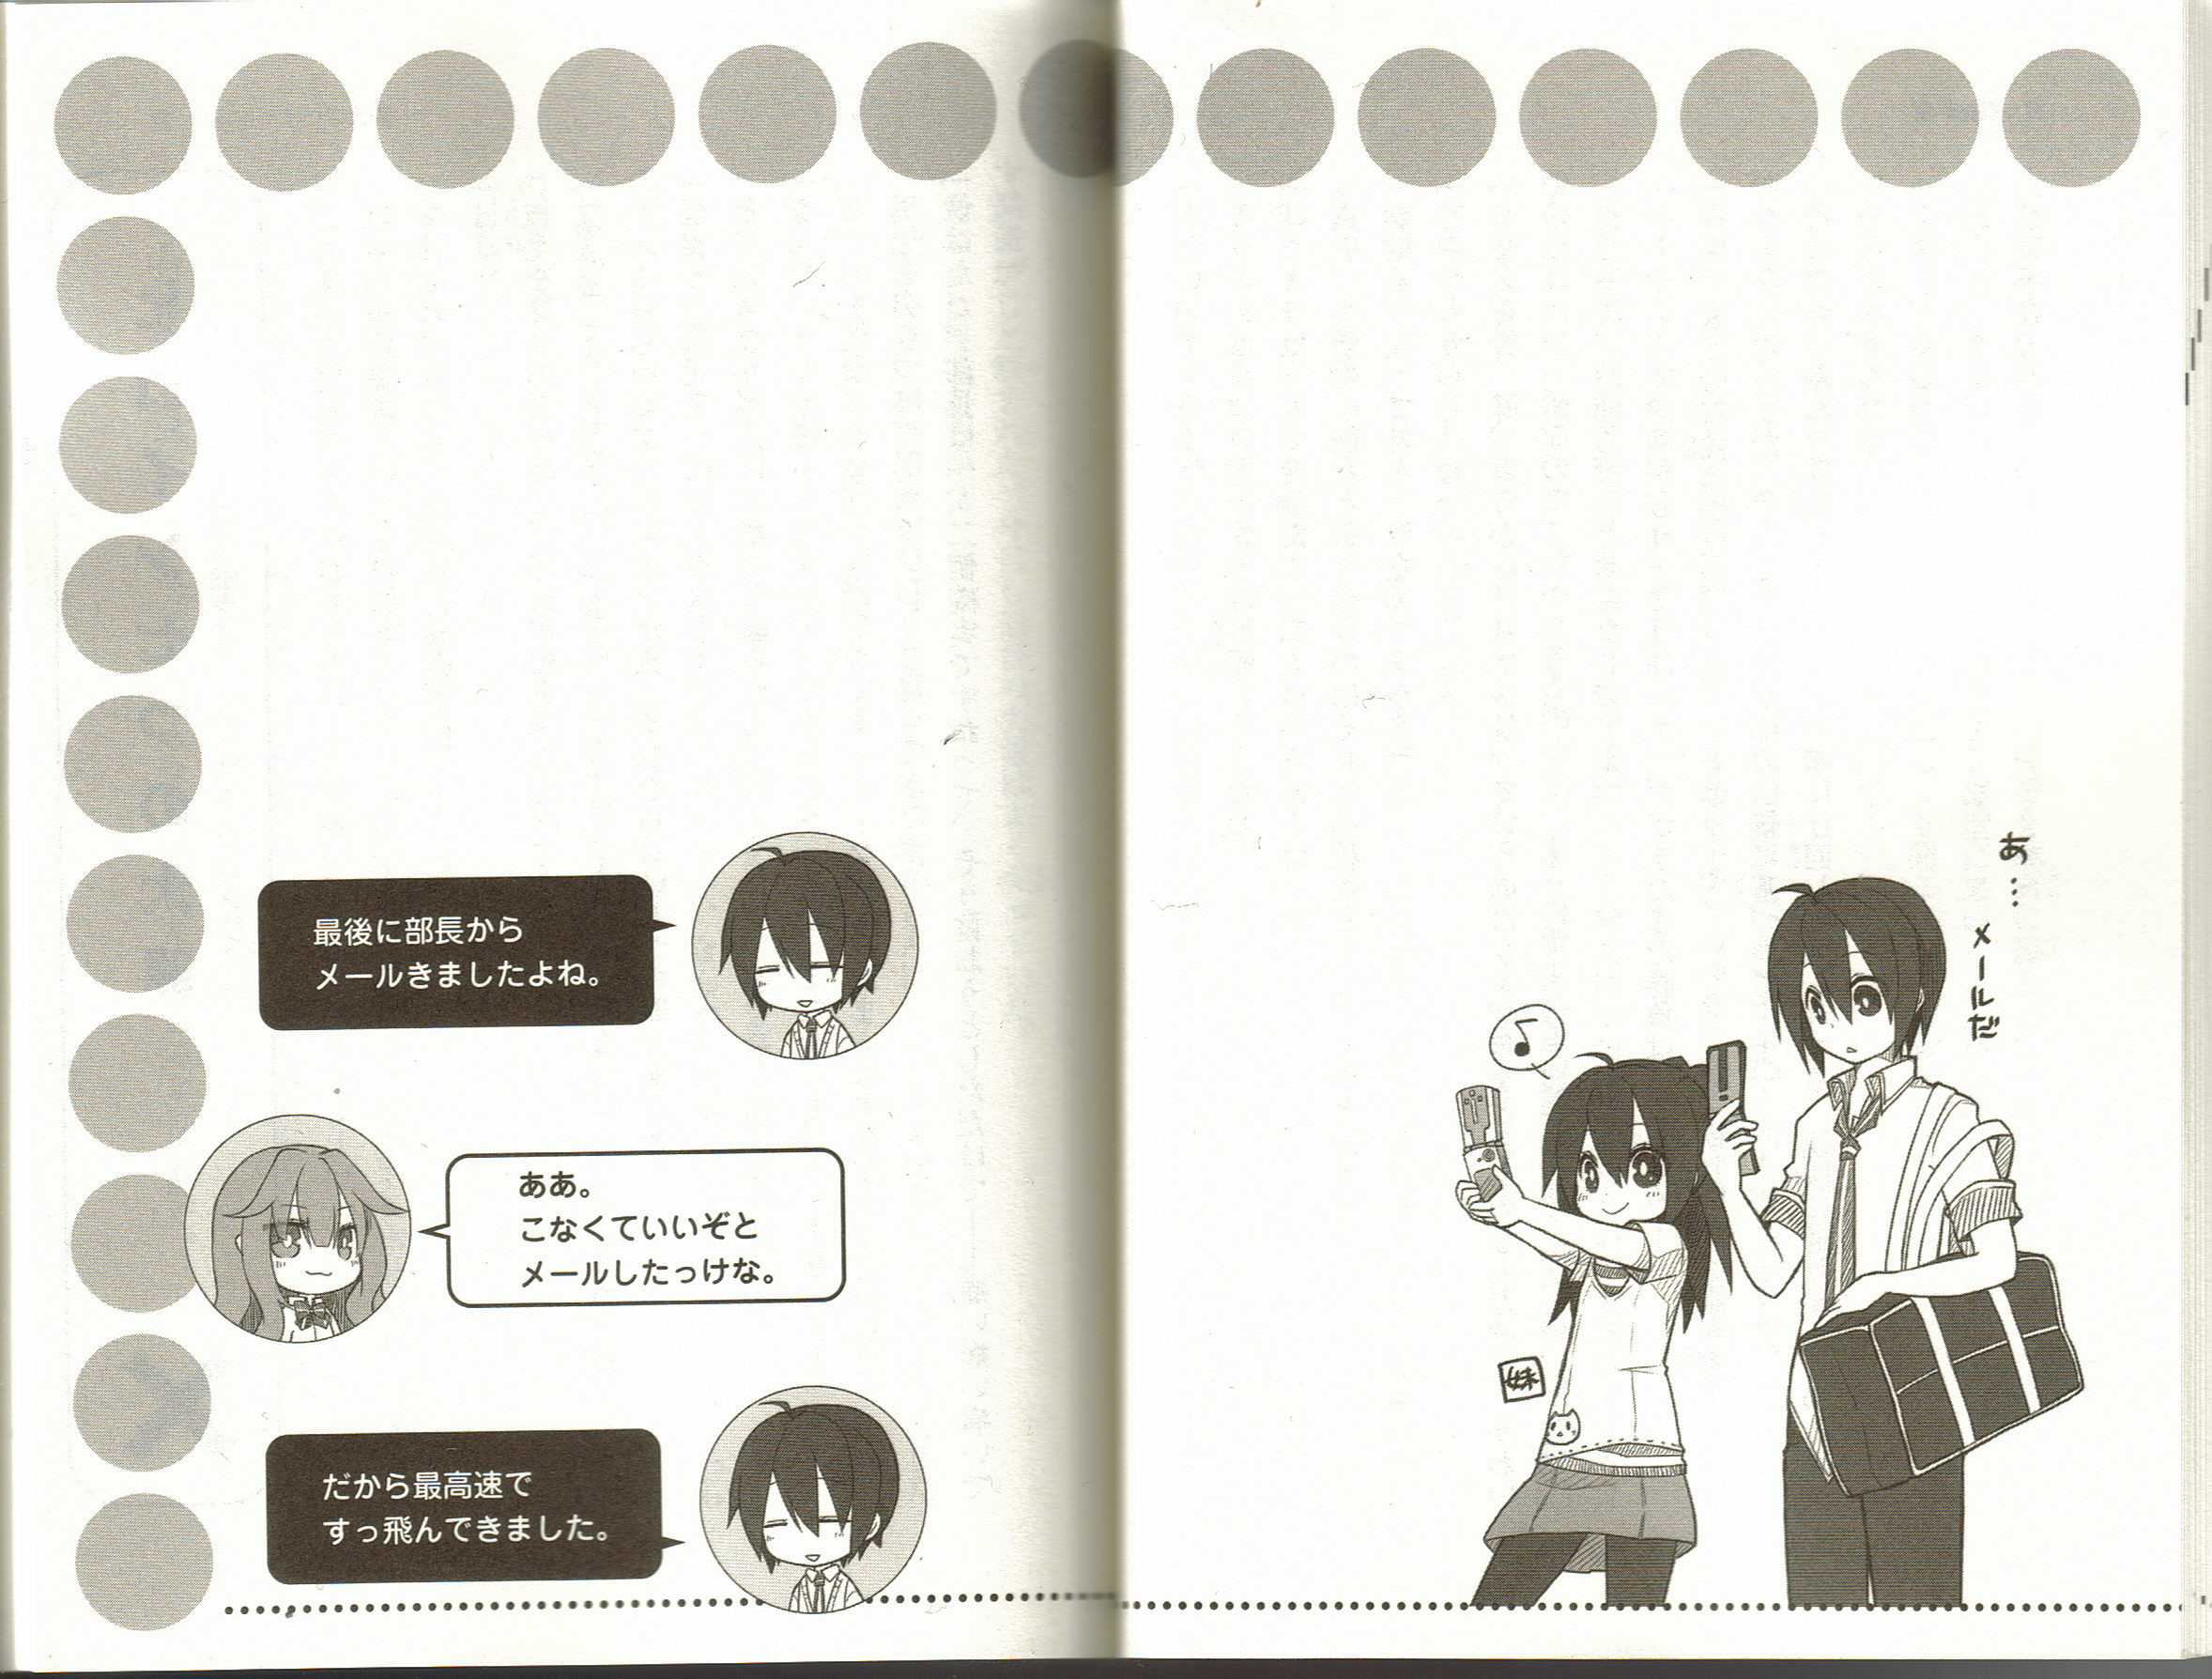 あ…
メールだ
妹
最後に部長から
メールきましたよね。
ああ。
こなくていいぞと
メールしたっけな。
だから最高速で
すっ飛んできました。